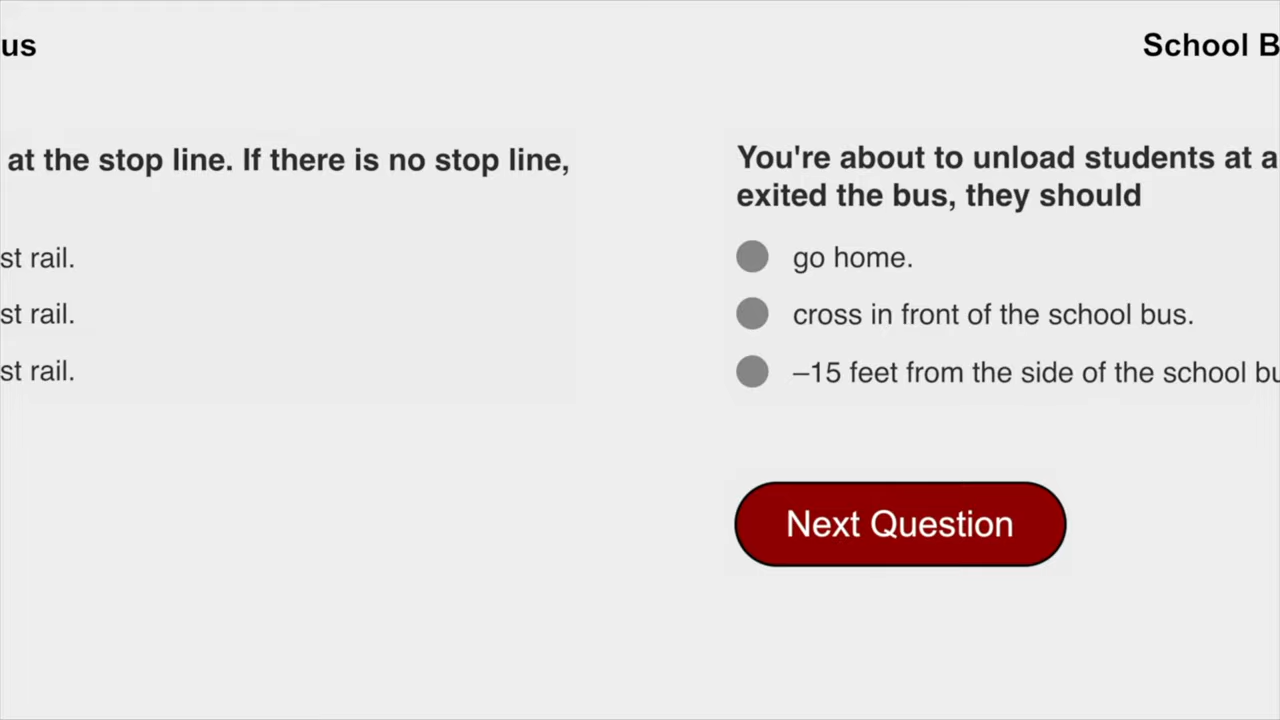 us
at the stop line. If there is no stop line,
st rail.
st rail.
st rail.
School B
You're about to unload students at a
exited the bus, they should
go home.
cross in front of the school bus.
–15 feet from the side of the school bu
Next Question